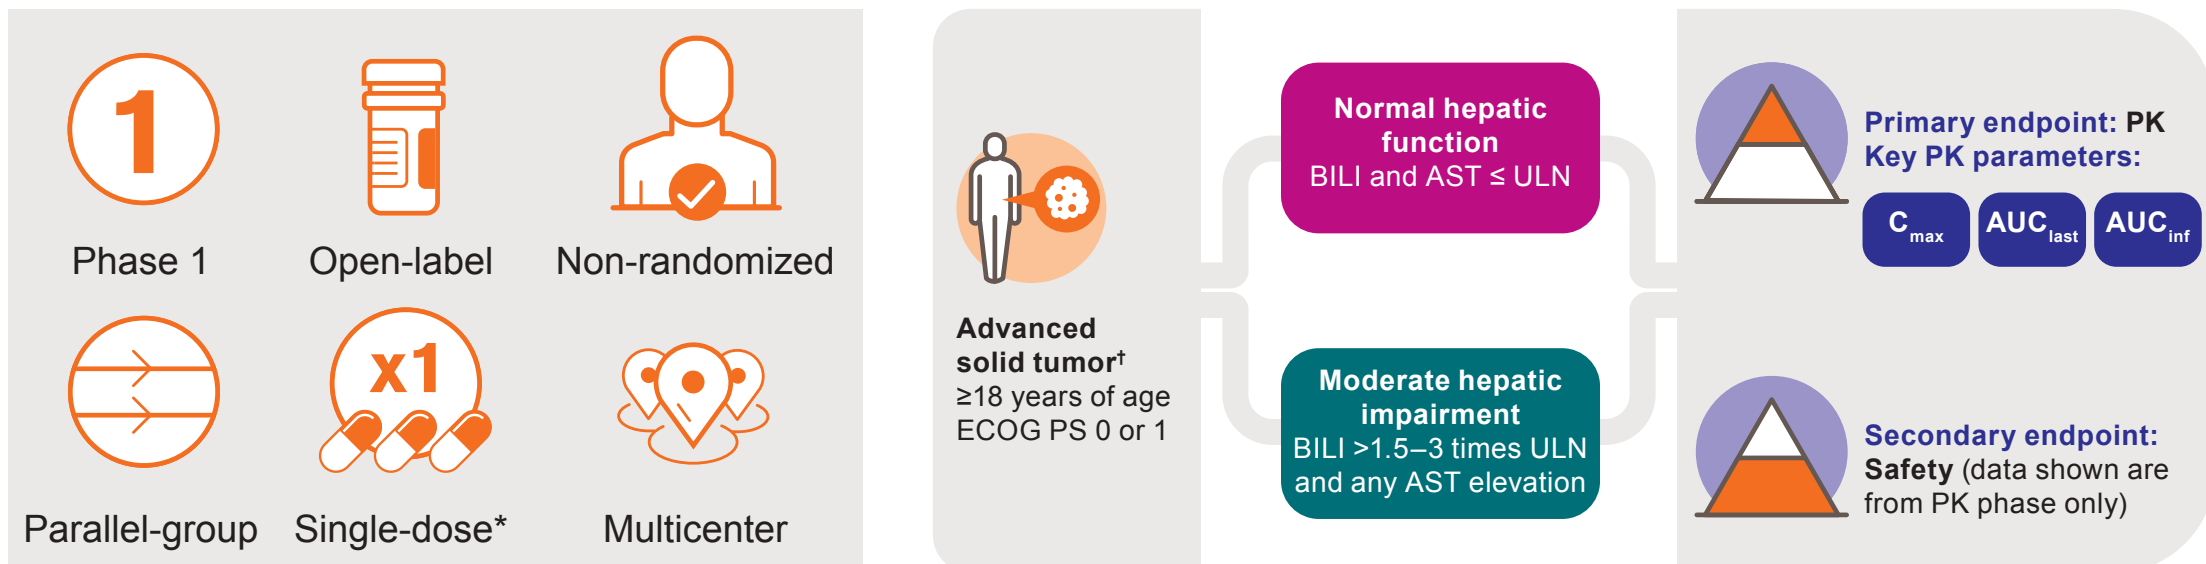 1
Phase 1
Open-label
Non-randomized
Parallel-group
x1
Single-dose*
Multicenter
Advanced
solid tumor†
≥18 years of age
ECOG PS 0 or 1
Normal hepatic
function
BILI and AST ≤ ULN
Moderate hepatic
impairment
BILI >1.5–3 times ULN
and any AST elevation
Primary endpoint: PK
Key PK parameters:
Cmax
AUClast
AUCinf
Secondary endpoint:
Safety (data shown are
from PK phase only)